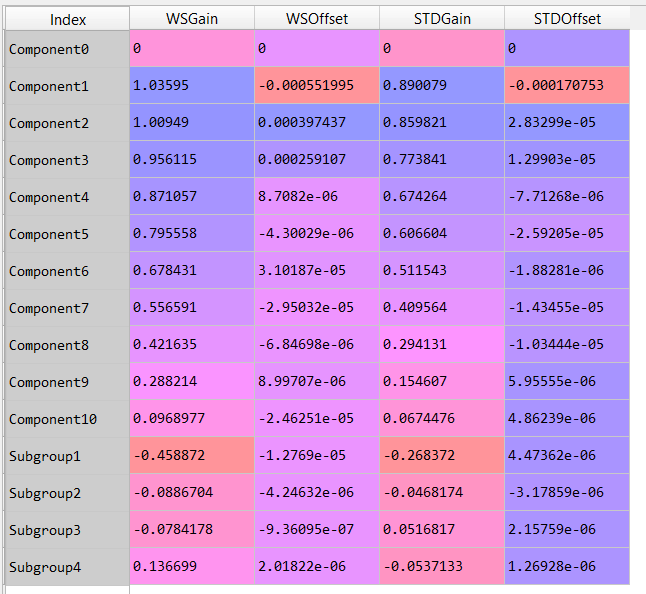 Index WSGain WSOffset STDGain STDOffset
Component0 0 0 0 0
Component1 1.03595 -0.000551995 0.890079 -0.000170753
Component2 1.00949 0.000397437 0.859821 2.83299e-05
Component3 0.956115 0.000259107 0.773841 1.29903e-05
Component4 0.871057 8.7082e-06 0.674264 -7.71268e-06
Component5 0.795558 -4.30029e-06 0.606604 -2.59205e-05
Component6 0.678431 3.10187e-05 0.511543 -1.88281e-06
Component7 0.556591 -2.95032e-05 0.409564 -1.43455e-05
Component8 0.421635 -6.84698e-06 0.294131 -1.03444e-05
Component9 0.288214 8.99707e-06 0.154607 5.95555e-06
Component10 0.0968977 -2.46251e-05 0.0674476 4.86239e-06
Subgroup1 -0.458872 -1.2769e-05 -0.268372 4.47362e-06
Subgroup2 -0.0886704 -4.24632e-06 -0.0468174 -3.17859e-06
Subgroup3 -0.0784178 -9.36095e-07 0.0516817 2.15759e-06
Subgroup4 0.136699 2.01822e-06 -0.0537133 1.26928e-06